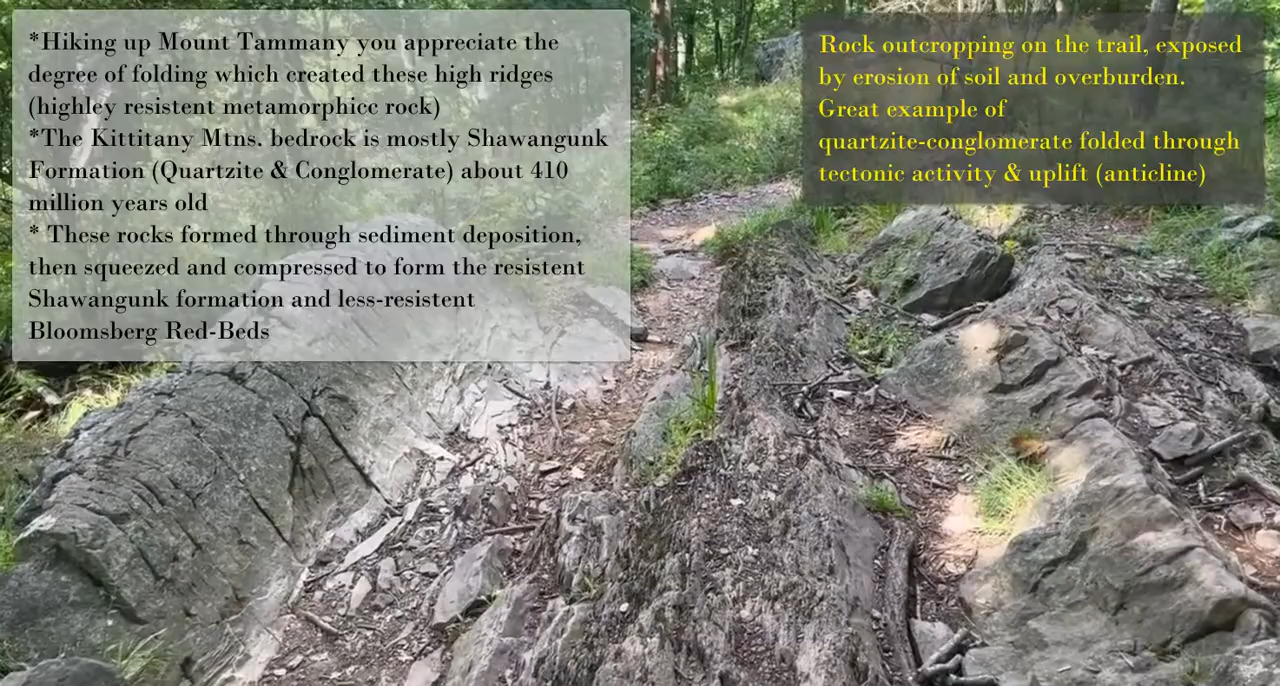 *Hiking up Mount Tammany you appreciate the
degree of folding which created these high ridges
(highley resistent metamorphicc rock)
*The Kittitany Mtns. bedrock is mostly Shawangunk
Formation (Quartzite & Conglomerate) about 410
million years old
* These rocks formed through sediment deposition,
then squeezed and compressed to form the resistent
Shawangunk formation and less-resistent
Bloomsberg Red-Beds
Rock outcropping on the trail, exposed
by erosion of soil and overburden.
Great example of
quartzite-conglomerate folded through
tectonic activity & uplift (anticline)